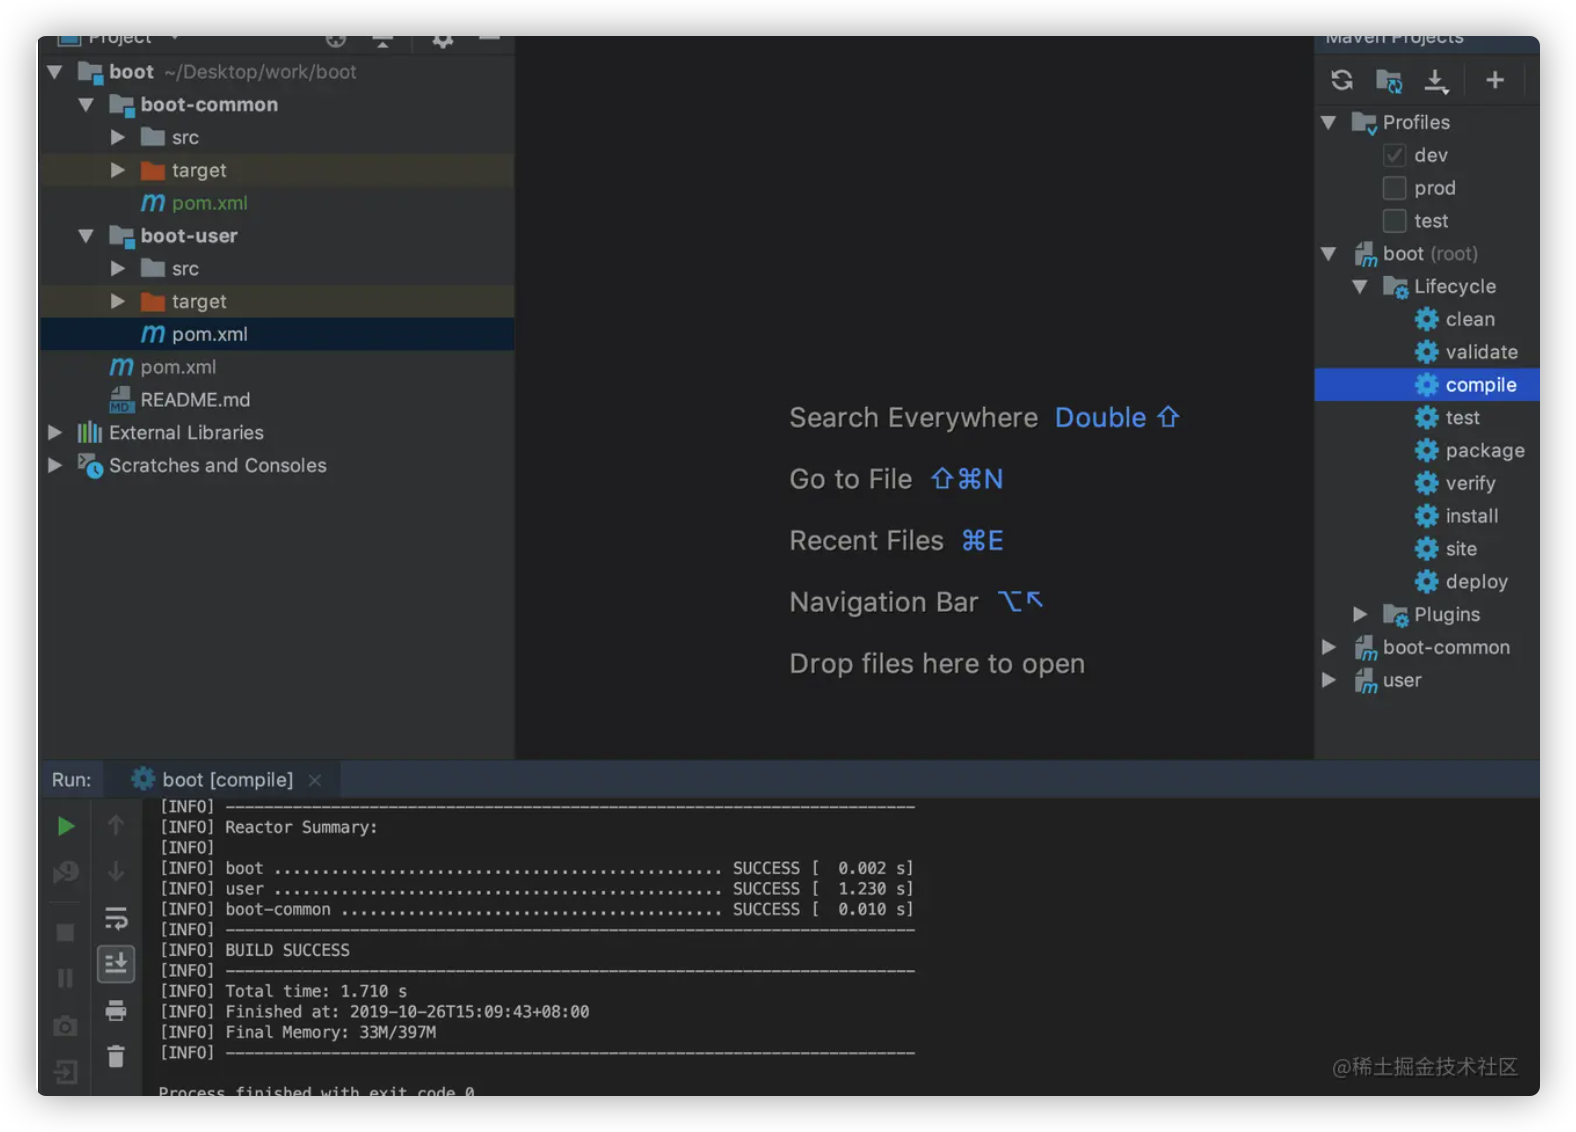 Project
boot ~/Desktop/work/boot
boot-common
src
target
pom.xml
boot-user
src
target
pom.xml
pom.xml
README.md
External Libraries
Scratches and Consoles
Search Everywhere Double ⇧
Go to File ⇧⌘N
Recent Files ⌘E
Navigation Bar ⌥↖
Drop files here to open
Maven Projects
Profiles
dev
prod
test
boot (root)
Lifecycle
clean
validate
compile
test
package
verify
install
site
deploy
Plugins
boot-common
user
Run: boot [compile]
[INFO] ------------------------------------------------------------------------
[INFO] Reactor Summary:
[INFO]
[INFO] boot ............................................... SUCCESS [  0.002 s]
[INFO] user ............................................... SUCCESS [  1.230 s]
[INFO] boot-common ........................................ SUCCESS [  0.010 s]
[INFO] ------------------------------------------------------------------------
[INFO] BUILD SUCCESS
[INFO] ------------------------------------------------------------------------
[INFO] Total time: 1.710 s
[INFO] Finished at: 2019-10-26T15:09:43+08:00
[INFO] Final Memory: 33M/397M
[INFO] ------------------------------------------------------------------------
Process finished with exit code 0
@稀土掘金技术社区